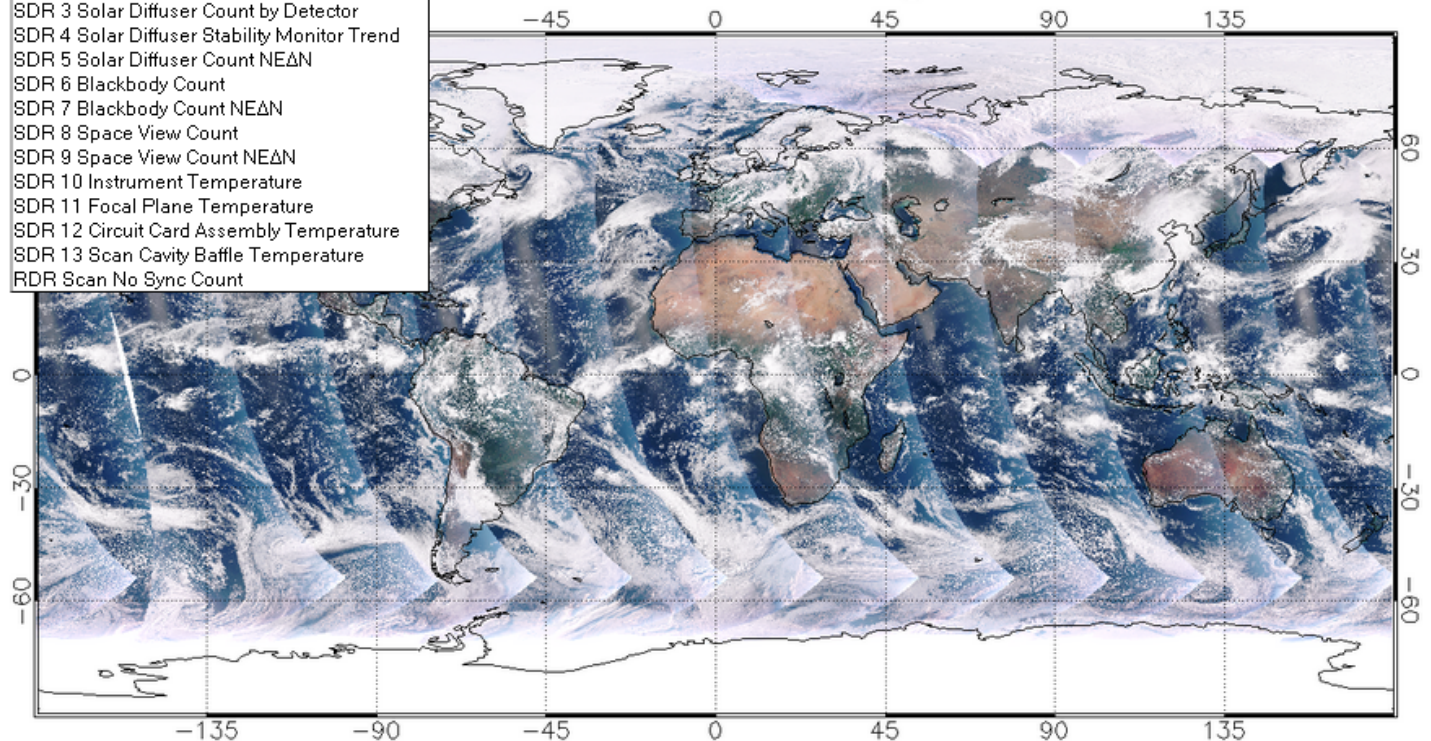 SDR 3 Solar Diffuser Count by Detector
SDR 4 Solar Diffuser Stability Monitor Trend
SDR 5 Solar Diffuser Count NEΔN
SDR 6 Blackbody Count
SDR 7 Blackbody Count NEΔN
SDR 8 Space View Count
SDR 9 Space View Count NEΔN
SDR 10 Instrument Temperature
SDR 11 Focal Plane Temperature
SDR 12 Circuit Card Assembly Temperature
SDR 13 Scan Cavity Baffle Temperature
RDR Scan No Sync Count
−45 0 45 90 135
60
30
0 0
−30 −30
−60 −60
−135 −90 −45 0 45 90 135